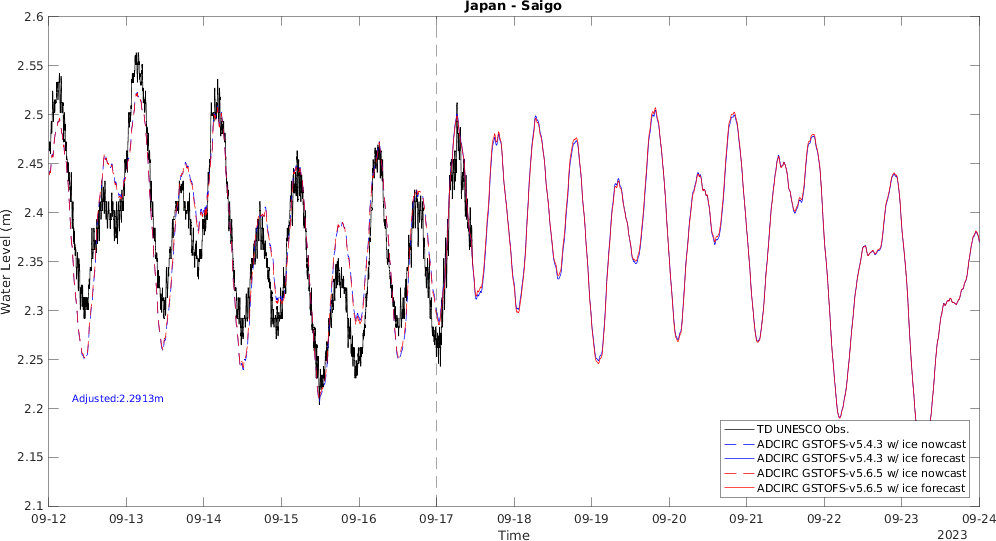 Japan - Saigo
2.6
2.55
2.5
2.45
2.4
2.35
2.3
2.25
2.2
2.15
2.1
Water Level (m)
Adjusted:2.2913m
TD UNESCO Obs.
ADCIRC GSTOFS-v5.4.3 w/ ice nowcast
ADCIRC GSTOFS-v5.4.3 w/ ice forecast
ADCIRC GSTOFS-v5.6.5 w/ ice nowcast
ADCIRC GSTOFS-v5.6.5 w/ ice forecast
09-12 09-13 09-14 09-15 09-16 09-17 09-18 09-19 09-20 09-21 09-22 09-23 09-24
Time
2023